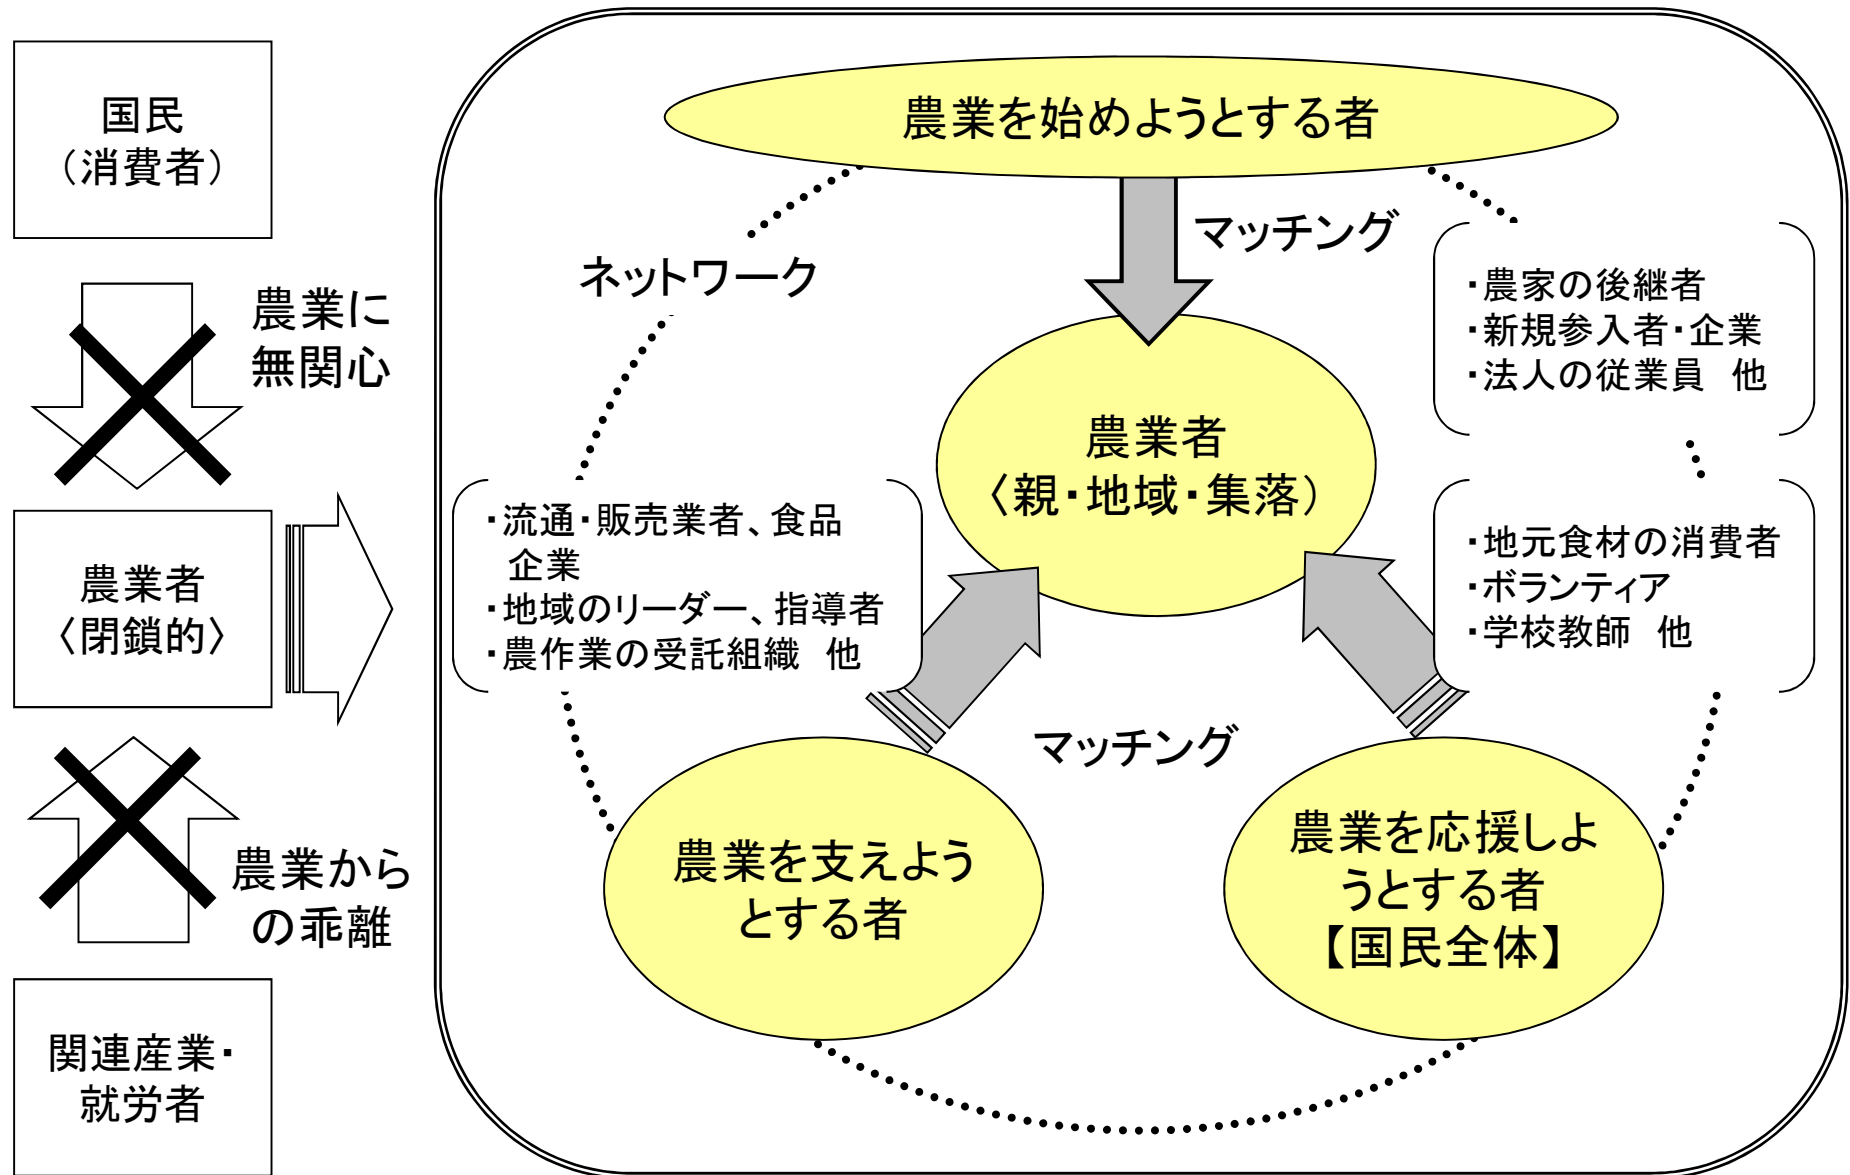 国民
（消費者）
農業に
無関心
農業者
〈閉鎖的〉
農業から
の乖離
関連産業・
就労者
農業を始めようとする者
マッチング
ネットワーク
・農家の後継者
・新規参入者・企業
・法人の従業員　他
農業者
〈親・地域・集落）
・流通・販売業者、食品
企業
・地域のリーダー、指導者
・農作業の受託組織　他
・地元食材の消費者
・ボランティア
・学校教師　他
マッチング
農業を支えよう
とする者
農業を応援しよ
うとする者
【国民全体】